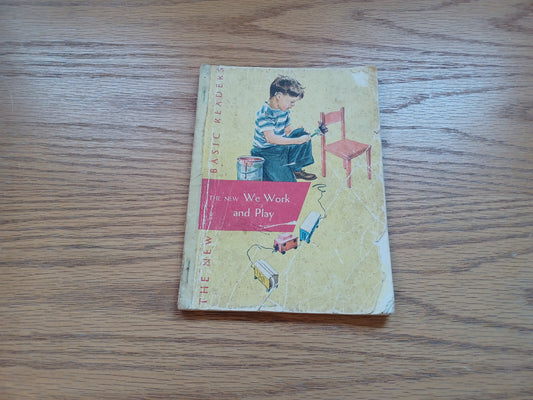 THE NEW BASIC READERS
THE NEW We Work
and Play